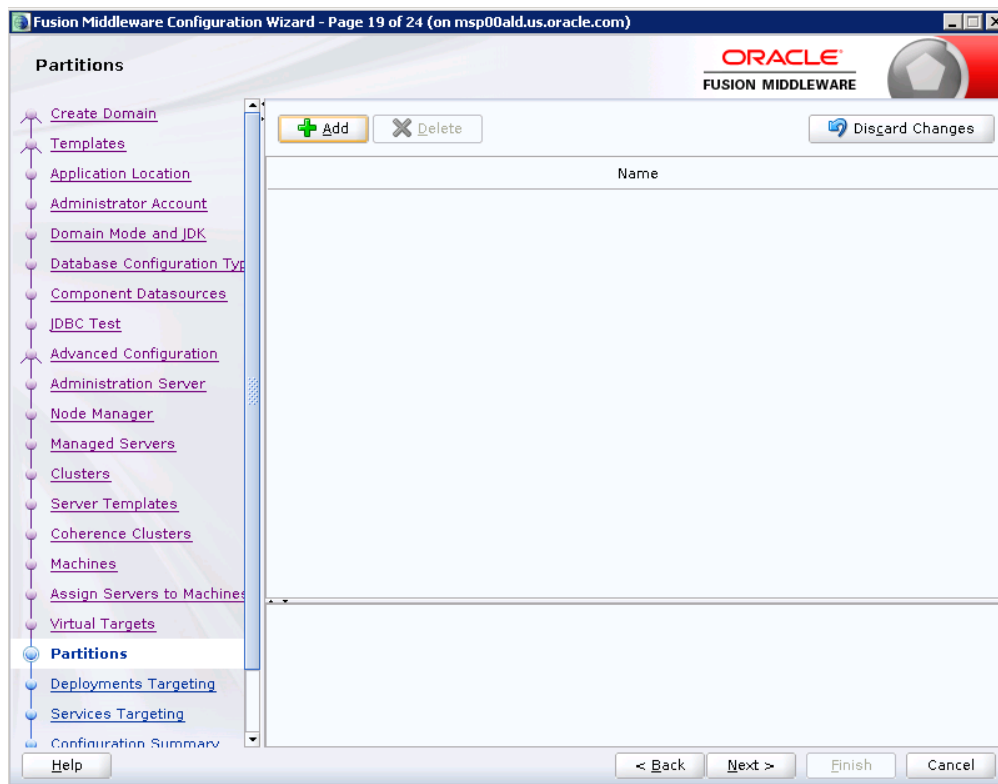 Fusion Middleware Configuration Wizard - Page 19 of 24 (on msp00ald.us.oracle.com)
Partitions
ORACLE
FUSION MIDDLEWARE
Create Domain
Templates
Application Location
Administrator Account
Domain Mode and JDK
Database Configuration Typ
Component Datasources
JDBC Test
Advanced Configuration
Administration Server
Node Manager
Managed Servers
Clusters
Server Templates
Coherence Clusters
Machines
Assign Servers to Machines
Virtual Targets
Partitions
Deployments Targeting
Services Targeting
Configuration Summary
Add Delete Discard Changes
Name
Help < Back Next > Finish Cancel